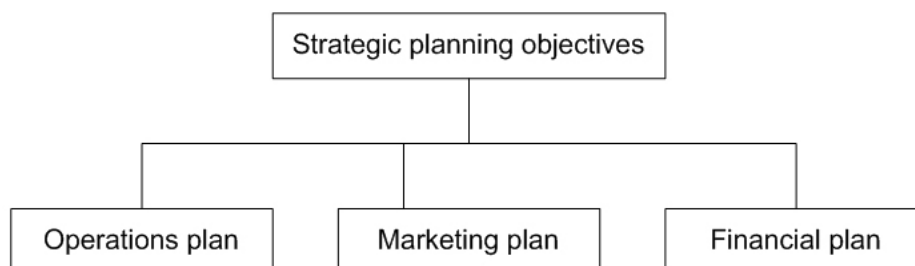 Strategic planning objectives
Operations plan
Marketing plan
Financial plan